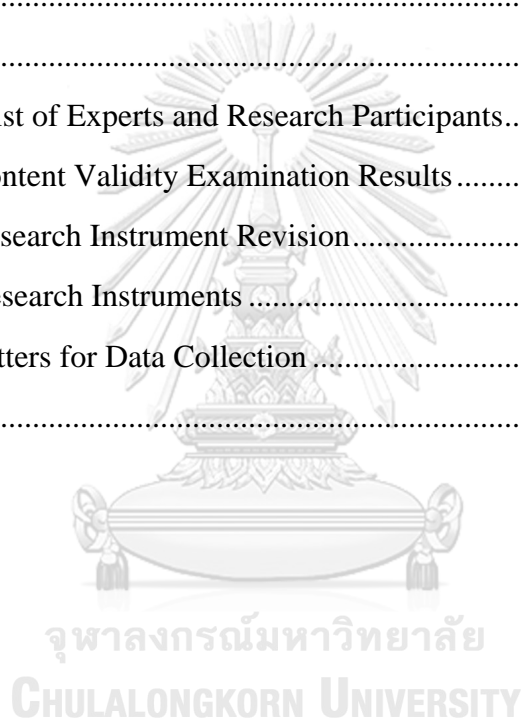 ..........................................................................
..........................................................................
ist of Experts and Research Participants..
ontent Validity Examination Results.......
search Instrument Revision....................
esearch Instruments................................
tters for Data Collection........................
..........................................................................
จุฬาลงกรณ์มหาวิทยาลัย
CHULALONGKORN UNIVERSITY